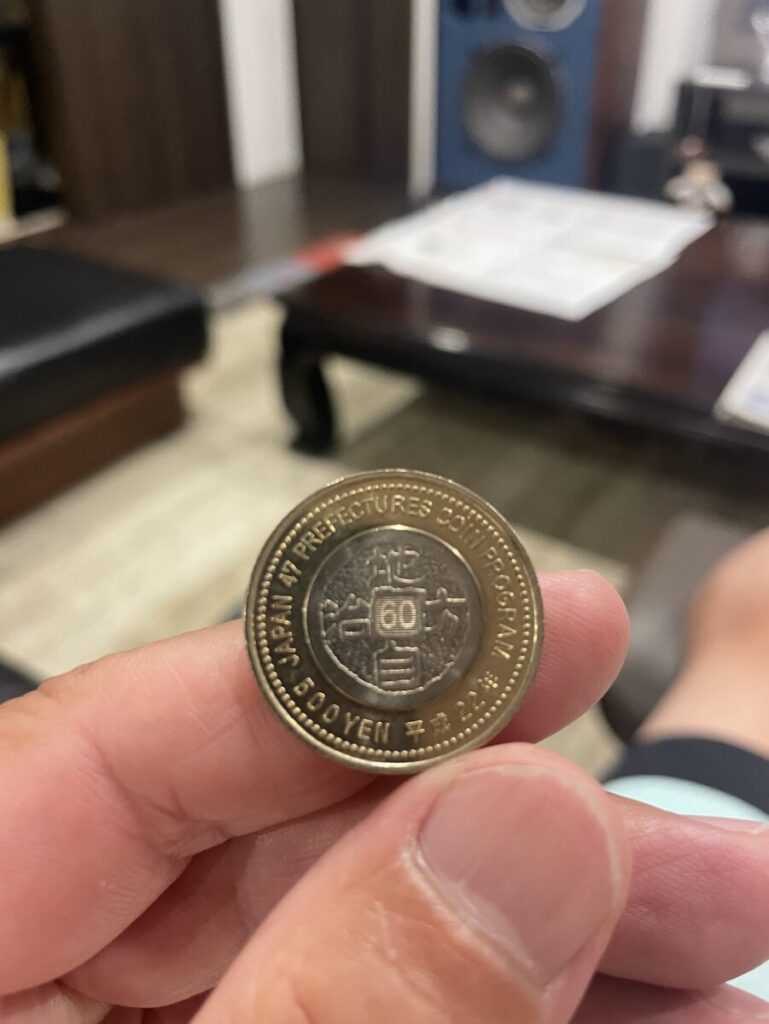 JAPAN 47 PREFECTURES COIN PROGRAM
地方自治
60
500 YEN 平成 22年